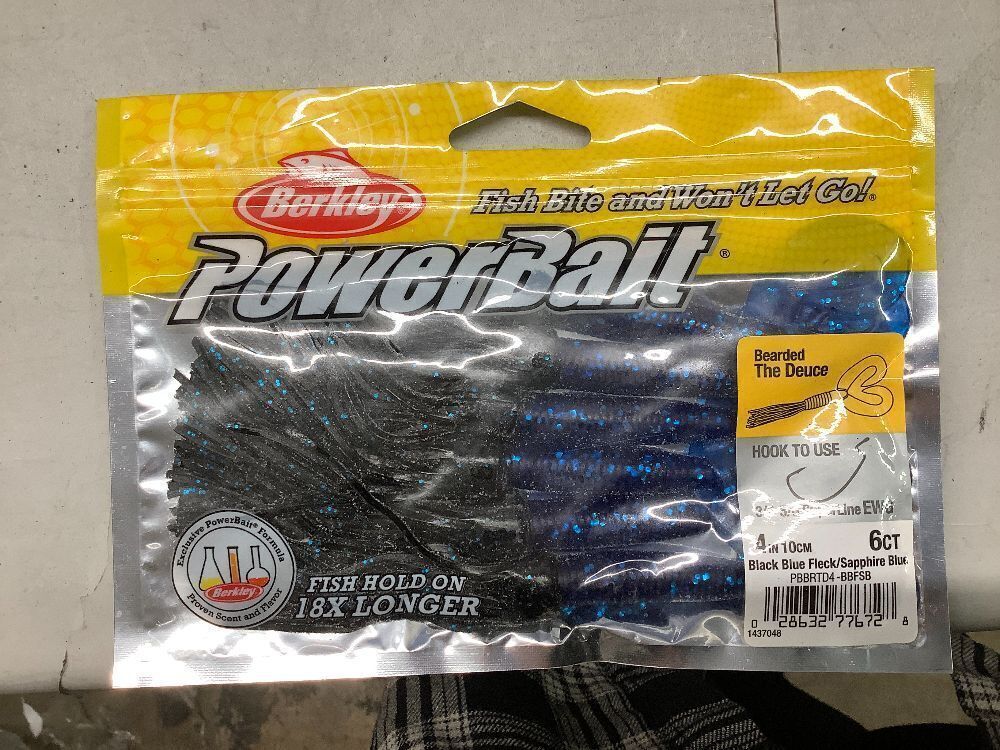 Berkley®
Fish Bite and Won't Let Go!®
PowerBait®
Bearded
The Deuce
HOOK TO USE
EWG
4 IN 10CM 6CT
Black Blue Fleck/Sapphire Blue
PBBRTD4-BBFSB
0 28632 77672 8
1437048
Exclusive PowerBait® Formula
Berkley
Proven Scent and Flavor
FISH HOLD ON
18X LONGER